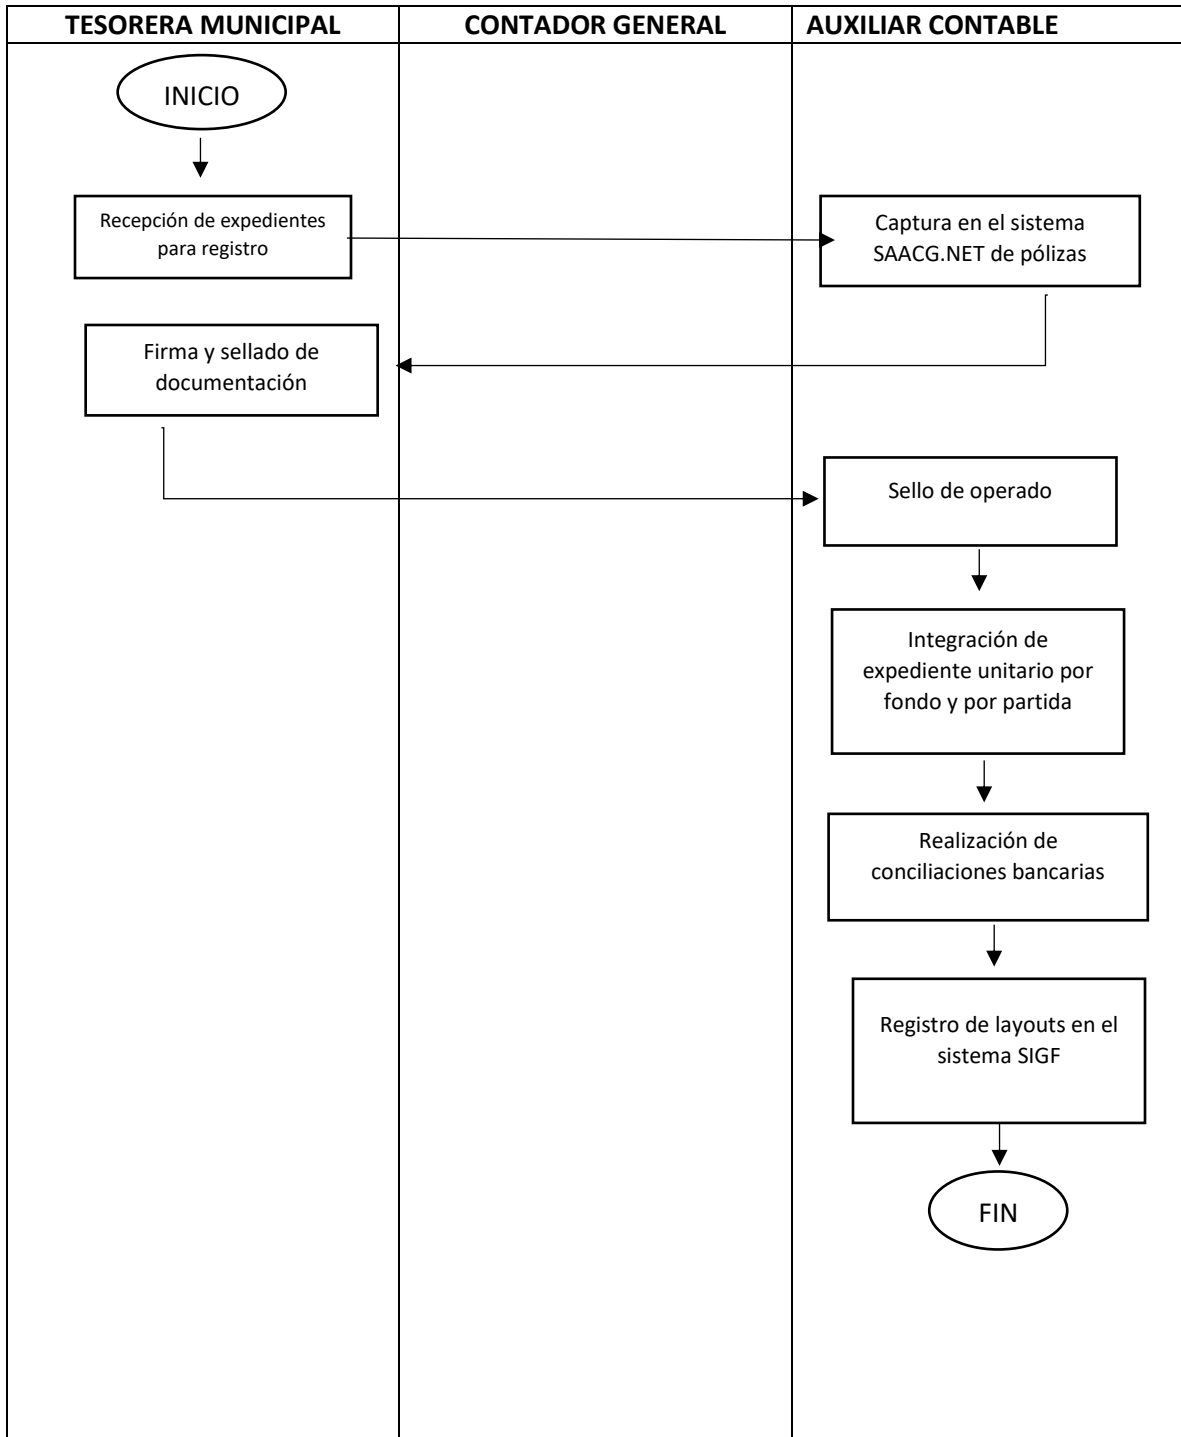 TESORERA MUNICIPAL
CONTADOR GENERAL
AUXILIAR CONTABLE
INICIO
Recepción de expedientes
para registro
Captura en el sistema
SAACG.NET de pólizas
Firma y sellado de
documentación
Sello de operado
Integración de
expediente unitario por
fondo y por partida
Realización de
conciliaciones bancarias
Registro de layouts en el
sistema SIGF
FIN